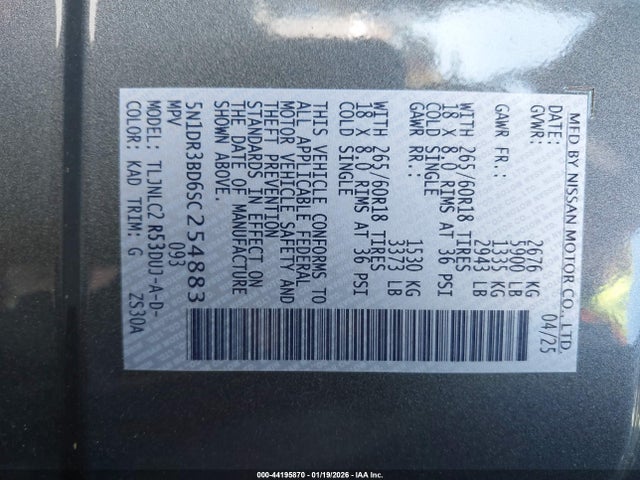 MFD BY NISSAN MOTOR CO., LTD.
DATE: 04/25
GVWR: 2676 KG
5900 LB
GAWR FR.: 1335 KG
2943 LB
WITH 265/60R18 TIRES
18 X 8.0 RIMS AT 36 PSI
COLD SINGLE
GAWR RR.: 1530 KG
3373 LB
WITH 265/60R18 TIRES
18 X 8.0 RIMS AT 36 PSI
COLD SINGLE
THIS VEHICLE CONFORMS TO
ALL APPLICABLE FEDERAL
MOTOR VEHICLE SAFETY AND
THEFT PREVENTION
STANDARDS IN EFFECT ON
THE DATE OF MANUFACTURE
SHOWN ABOVE.
5N1DR3BD6SC254883
MPV 093
MODEL: TLJNLC2 R53DUJ-A-D-
COLOR: KAD TRIM: G ZS30A
000-44195870 | 01/19/2026 | IAA Inc.